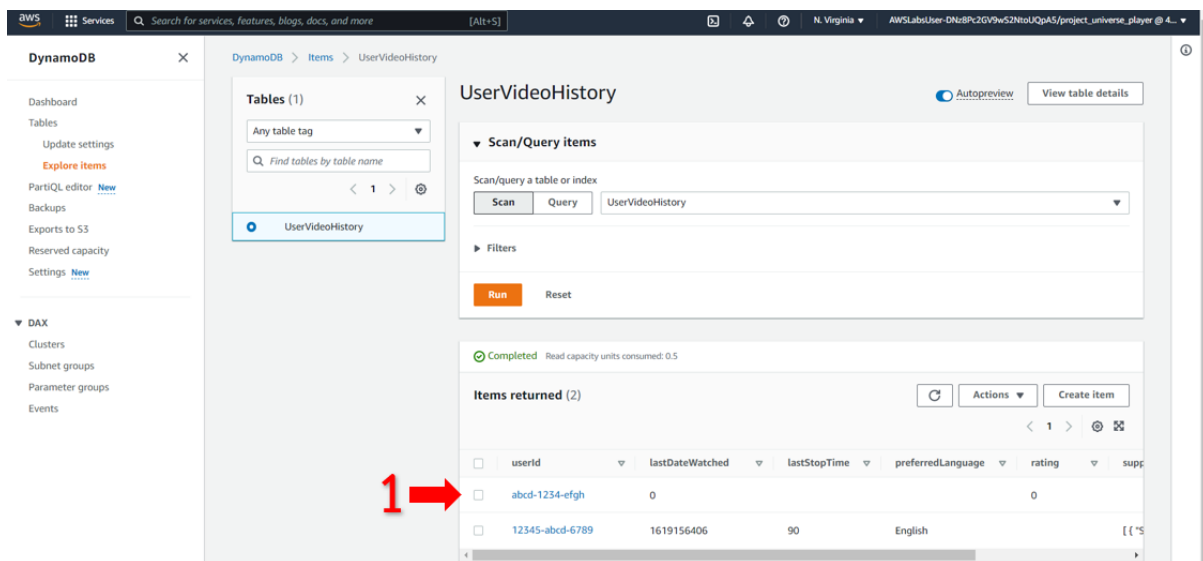 aws Services Search for services, features, blogs, docs, and more [Alt+S] N. Virginia AWSLabsUser-DNz8Pc2GV9wS2NtoUQpAS/project_universe_player @ 4...
DynamoDB
Dashboard
Tables
Update settings
Explore items
PartiQL editor New
Backups
Exports to S3
Reserved capacity
Settings New
DAX
Clusters
Subnet groups
Parameter groups
Events
DynamoDB > Items > UserVideoHistory
Tables (1)
Any table tag
Find tables by table name
< 1 >
UserVideoHistory
UserVideoHistory
Autopreview View table details
Scan/Query items
Scan/query a table or index
Scan Query UserVideoHistory
Filters
Run Reset
Completed Read capacity units consumed: 0.5
Items returned (2)
Actions Create item
< 1 >
userId lastDateWatched lastStopTime preferredLanguage rating supp
1 abcd-1234-efgh 0 0
12345-abcd-6789 1619156406 90 English [ { "S